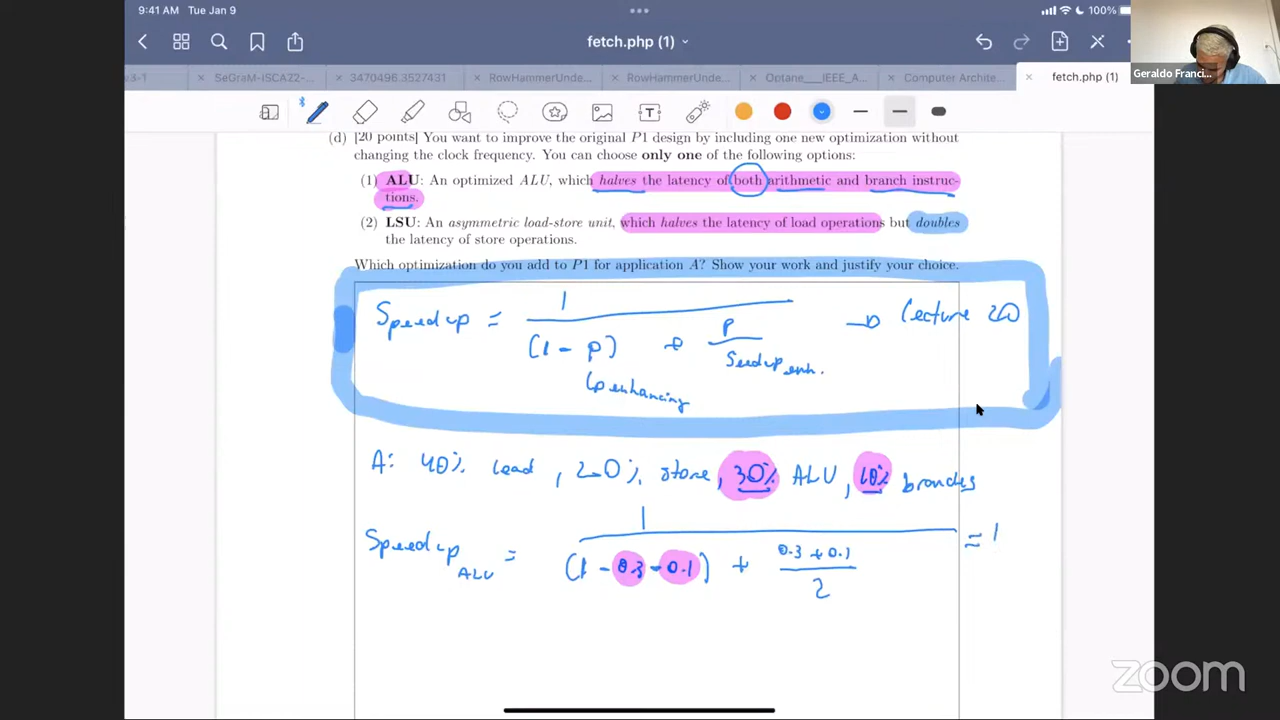 9:41 AM Tue Jan 9
100%
fetch.php (1)
SeGraM-ISCA22-...
3470496.3527431
RowHammerUnde...
RowHammerUnde...
Octane___IEEE_A...
Computer Archite...
fetch.php (1)
Geraldo Franci...
(d) [20 points] You want to improve the original P1 design by including one new optimization without
changing the clock frequency. You can choose only one of the following options:
(1) ALU: An optimized ALU, which halves the latency of both arithmetic and branch instruc-
tions.
(2) LSU: An asymmetric load-store unit, which halves the latency of load operations but doubles
the latency of store operations.
Which optimization do you add to P1 for application A? Show your work and justify your choice.
Speedup = 1 / (1 - p) + p / Seedup enh. → lecture 20
↳ enhancing
A: 40% load, 20% store, 30% ALU, 10% branches
Speedup ALU = 1 / (1 - 0.3 - 0.1) + 0.3 + 0.1 / 2 = 1
zoom